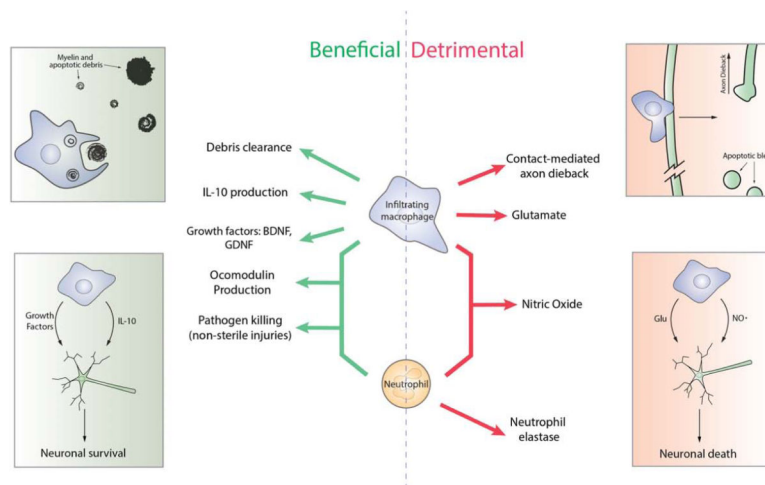 Beneficial Detrimental
Myelin and
apoptotic debris
Debris clearance
IL-10 production
Growth factors: BDNF,
GDNF
Ocomodulin
Production
Pathogen killing
(non-sterile injuries)
Infiltrating
macrophage
Neutrophil
Contact-mediated
axon dieback
Glutamate
Nitric Oxide
Neutrophil
elastase
Axon Dieback
Apoptotic ble
Growth
Factors
IL-10
Neuronal survival
Glu
NO•
Neuronal death